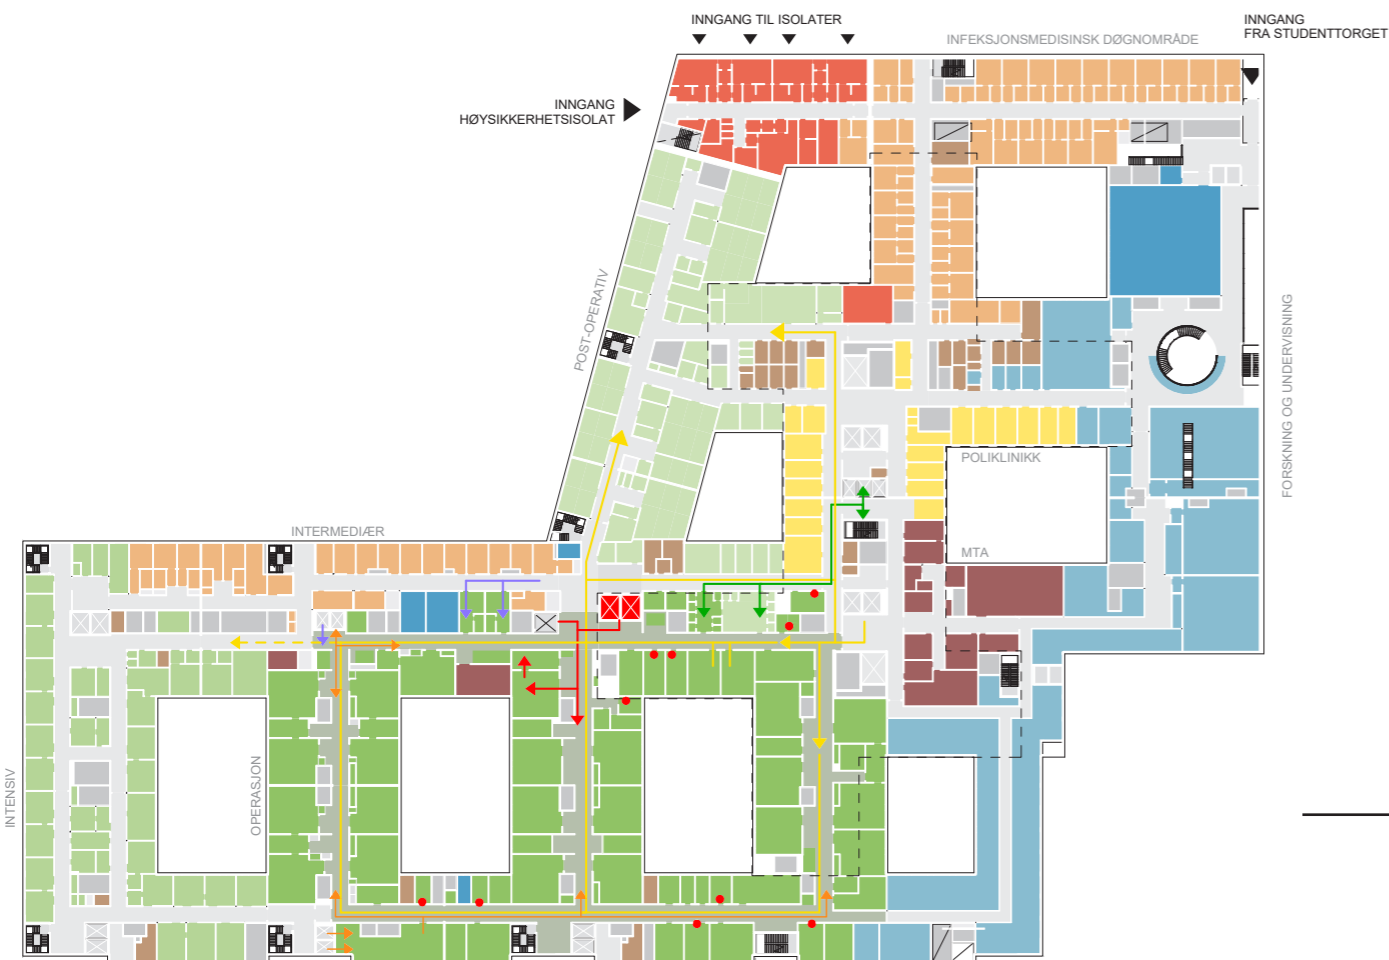 INNGANG TIL ISOLATER
INNGANG
FRA STUDENTTORGET
INFEKSJONSMEDISINSK DØGNOMRÅDE
INNGANG
HØYSIKKERHETSISOLAT
POST-OPERATIV
FORSKNING OG UNDERVISNING
POLIKLINIKK
INTERMEDIÆR
MTA
OPERASJON
INTENSIV